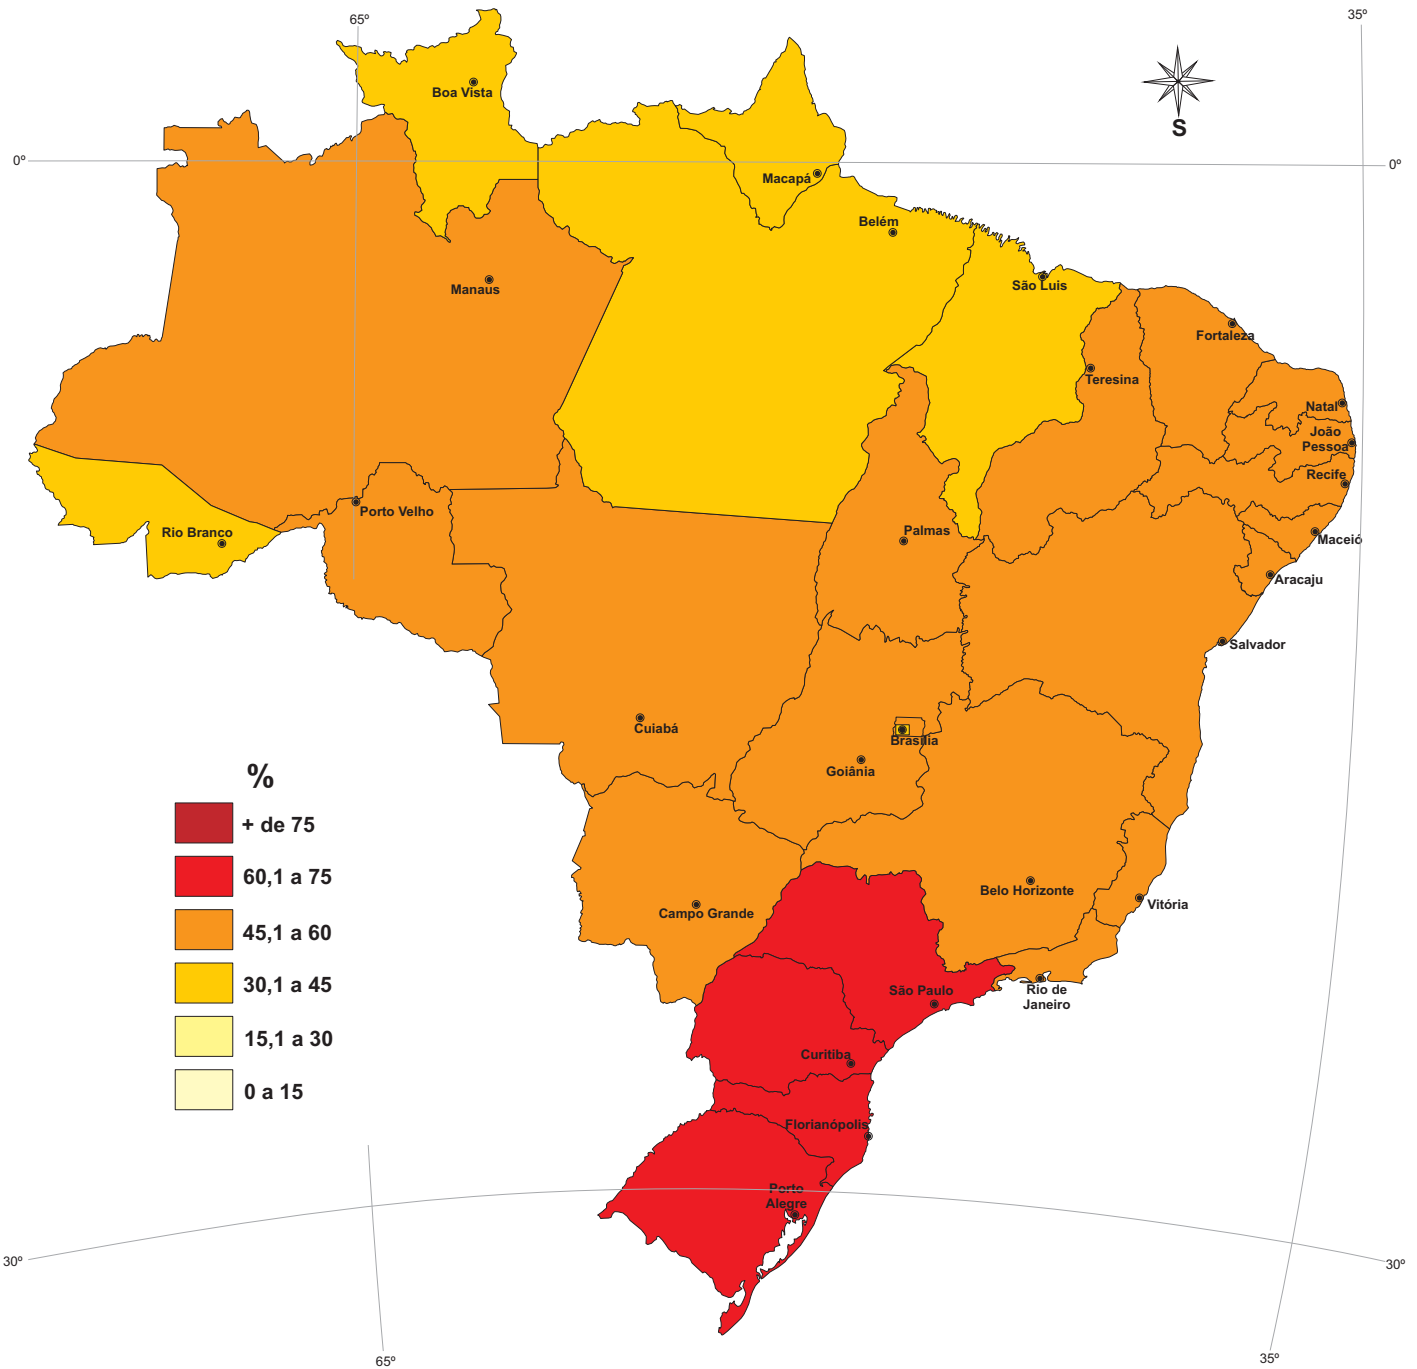 65º
35º
Boa Vista
S
0º
0º
Macapá
Belém
São Luis
Manaus
Fortaleza
Teresina
Natal
João
Pessoa
Recife
Porto Velho
Rio Branco
Palmas
Maceió
Aracaju
Salvador
Cuiabá
Brasília
Goiânia
%
+ de 75
60,1 a 75
45,1 a 60
30,1 a 45
15,1 a 30
0 a 15
Belo Horizonte
Vitória
Campo Grande
São Paulo
Rio de
Janeiro
Curitiba
Florianópolis
Porto
Alegre
30º
30º
65º
35º